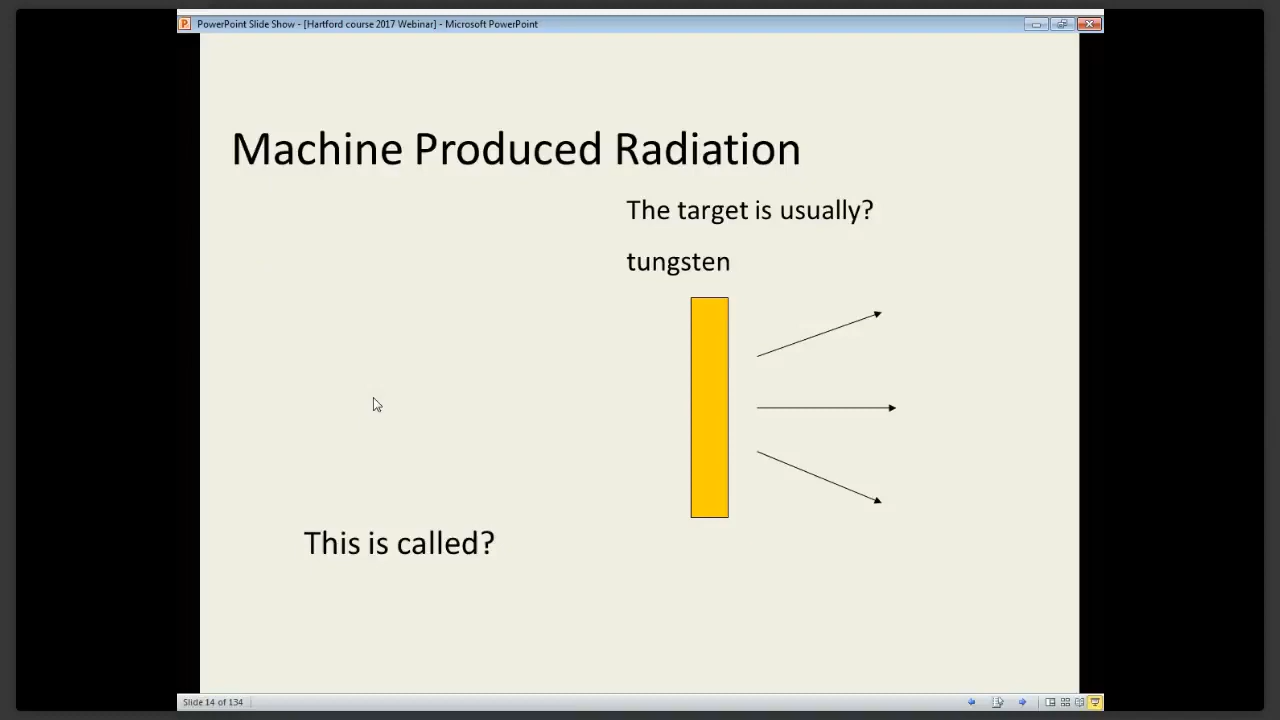 PowerPoint Slide Show - [Hartford course 2017 Webinar] - Microsoft PowerPoint
Machine Produced Radiation
The target is usually?
tungsten
This is called?
Slide 14 of 134